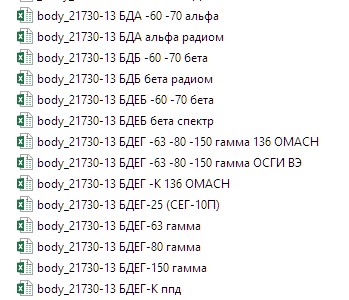 body_21730-13 БДА -60 -70 альфа
body_21730-13 БДА альфа радиом
body_21730-13 БДБ -60 -70 бета
body_21730-13 БДБ бета радиом
body_21730-13 БДЕБ -60 -70 бета
body_21730-13 БДЕБ бета спектр
body_21730-13 БДЕГ -63 -80 -150 гамма 136 ОМАСН
body_21730-13 БДЕГ -63 -80 -150 гамма ОСГИ ВЭ
body_21730-13 БДЕГ -К 136 ОМАСН
body_21730-13 БДЕГ-25 (СЕГ-10П)
body_21730-13 БДЕГ-63 гамма
body_21730-13 БДЕГ-80 гамма
body_21730-13 БДЕГ-150 гамма
body_21730-13 БДЕГ-К ппд